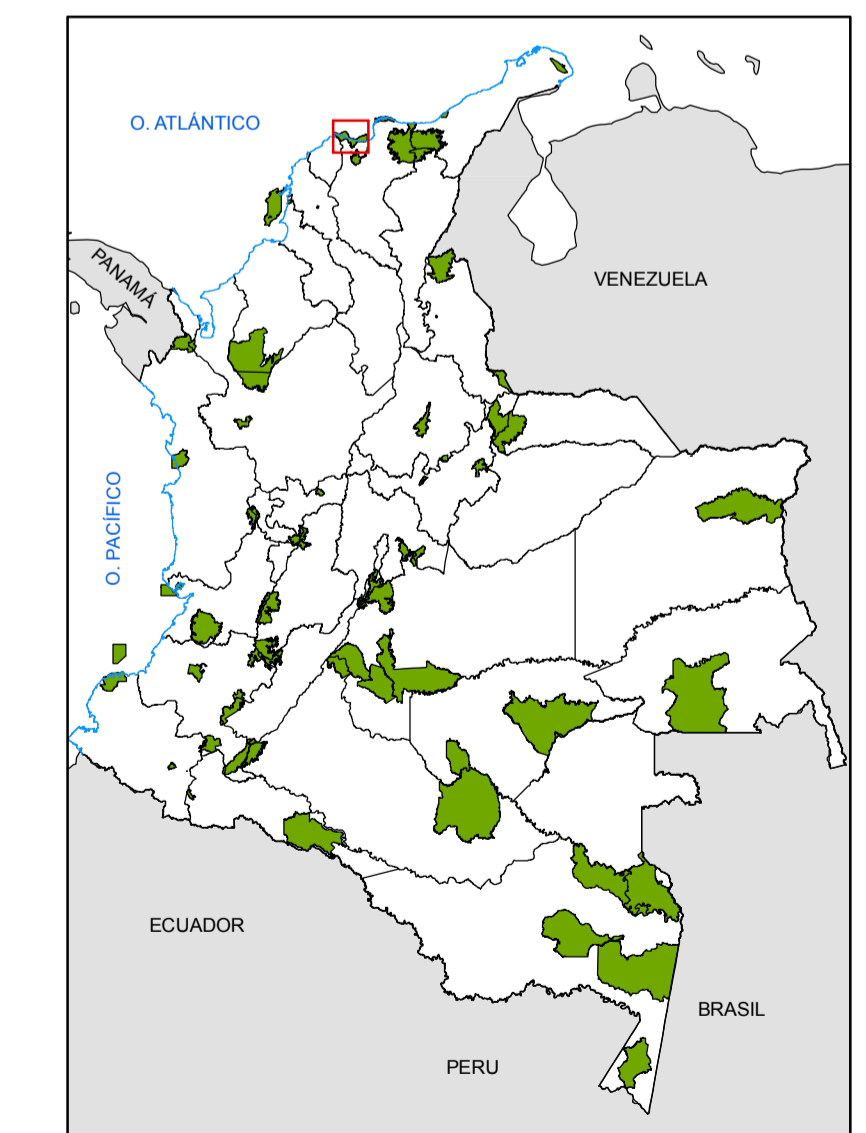 O. ATLÁNTICO
PANAMÁ
VENEZUELA
O. PACÍFICO
ECUADOR
BRASIL
PERU